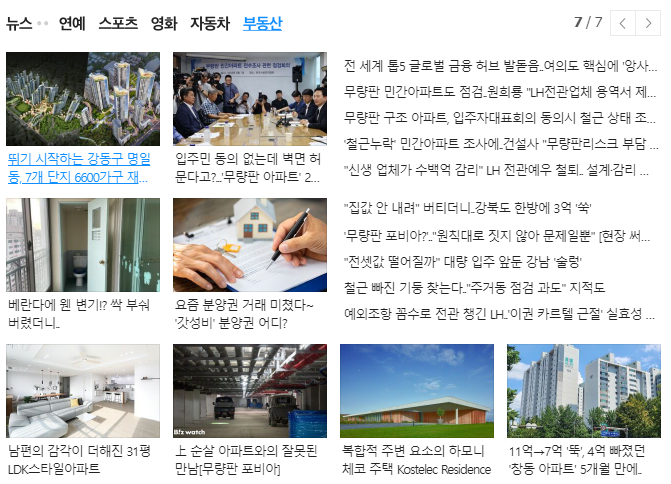 뉴스 연예 스포츠 영화 자동차 부동산
7 / 7
뛰기 시작하는 강동구 명일
동, 7개 단지 6600가구 재...
입주민 동의 없는데 벽면 허
문다고?...'무량판 아파트' 2...
전 세계 톱5 글로벌 금융 허브 발돋움..여의도 핵심에 '앙사...
무량판 민간아파트도 점검..원희룡 "LH전관업체 용역서 제...
무량판 구조 아파트, 입주자대표회의 동의시 철근 상태 조...
'철근누락' 민간아파트 조사에..건설사 "무량판리스크 부담 ...
"신생 업체가 수백억 감리" LH 전관예우 철퇴.. 설계·감리 ...
베란다에 웬 변기!? 싹 부숴
버렸더니..
요즘 분양권 거래 미쳤다~
'갓성비' 분양권 어디?
"집값 안 내려" 버티더니..강북도 한방에 3억 '쑥'
'무량판 포비아?'.."원칙대로 짓지 않아 문제일뿐" [현장 써...
"전셋값 떨어질까" 대량 입주 앞둔 강남 '술렁'
철근 빠진 기둥 찾는다.."주거동 점검 과도" 지적도
예외조항 꼼수로 전관 챙긴 LH..'이권 카르텔 근절' 실효성 ...
Biz watch
남편의 감각이 더해진 31평
LDK스타일아파트
上 순살 아파트와의 잘못된
만남[무량판 포비아]
복합적 주변 요소의 하모니
체코 주택 Kostelec Residence
11억→7억 '뚝', 4억 빠졌던
'창동 아파트' 5개월 만에..